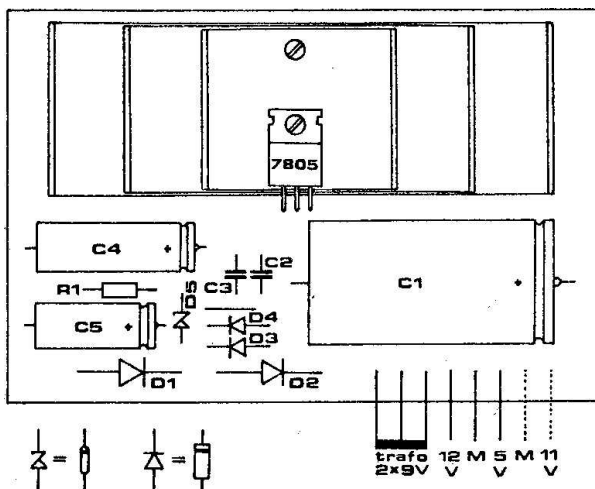 7805
C4
+
C2
C3
C1
+
R1
D5
C5
+
D4
D3
D1
D2
trafo 12 M 5 M 11
2x9V V V V
=
=